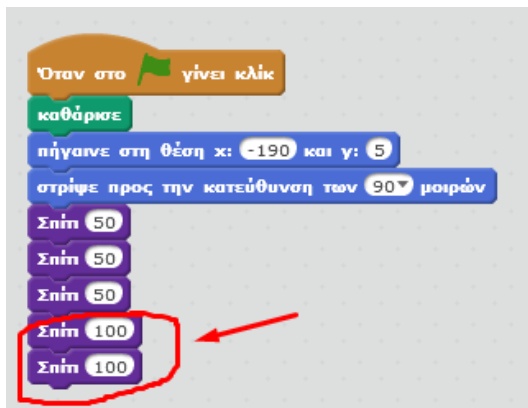 Όταν στο γίνει κλίκ
καθάρισε
πήγαινε στη θέση x: -190 και y: 5
στρίψε προς την κατεύθυνση των 90 μοιρών
Σπίτι 50
Σπίτι 50
Σπίτι 50
Σπίτι 100
Σπίτι 100